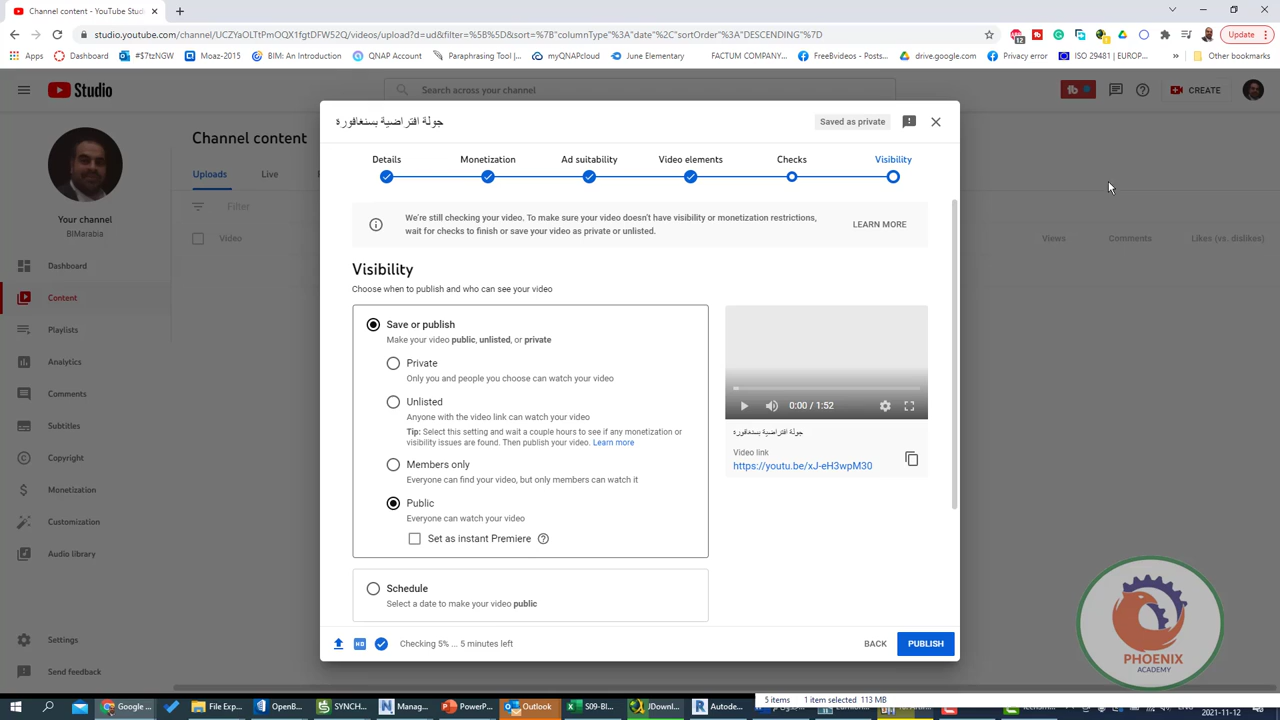 Channel content - YouTube Studio
studio.youtube.com/channel/UCZYaOLTtPmOQX1fgtDFW52Q/videos/upload?d=ud&filter=%5B%5D&sort=%7B"columnType"%3A"date"%2C"sortOrder"%3A"DESCENDING"%7D
Update
Apps
Dashboard
#$7tzNGW
Moaz-2015
BIM: An Introduction
QNAP Account
Paraphrasing Tool |...
myQNAPcloud
June Elementary
FACTUM COMPANY...
FreeBvideos - Posts...
drive.google.com
Privacy error
ISO 29481 | EUROP...
»
Other bookmarks
Studio
Search across your channel
CREATE
Your channel
BIMarabia
Dashboard
Content
Playlists
Analytics
Comments
Subtitles
Copyright
Monetization
Customization
Audio library
Settings
Send feedback
Channel content
Uploads
Live
Filter
Video
Views
Comments
Likes (vs. dislikes)
جولة افتراضية بسنغافورة
Saved as private
Details
Monetization
Ad suitability
Video elements
Checks
Visibility
We're still checking your video. To make sure your video doesn't have visibility or monetization restrictions,
wait for checks to finish or save your video as private or unlisted.
LEARN MORE
Visibility
Choose when to publish and who can see your video
Save or publish
Make your video public, unlisted, or private
Private
Only you and people you choose can watch your video
Unlisted
Anyone with the video link can watch your video
Tip: Select this setting and wait a couple hours to see if any monetization or
visibility issues are found. Then publish your video. Learn more
Members only
Everyone can find your video, but only members can watch it
Public
Everyone can watch your video
Set as instant Premiere
Schedule
Select a date to make your video public
0:00 / 1:52
جولة افتراضية بسنغافورة
Video link
https://youtu.be/xJ-eH3wpM30
HD
Checking 5% ... 5 minutes left
BACK
PUBLISH
PHOENIX
ACADEMY
5 items
1 item selected 113 MB
File Exp...
OpenB...
Manag...
Power...
Outlook
S09-BI...
Downl...
Autode...
2021-11-12